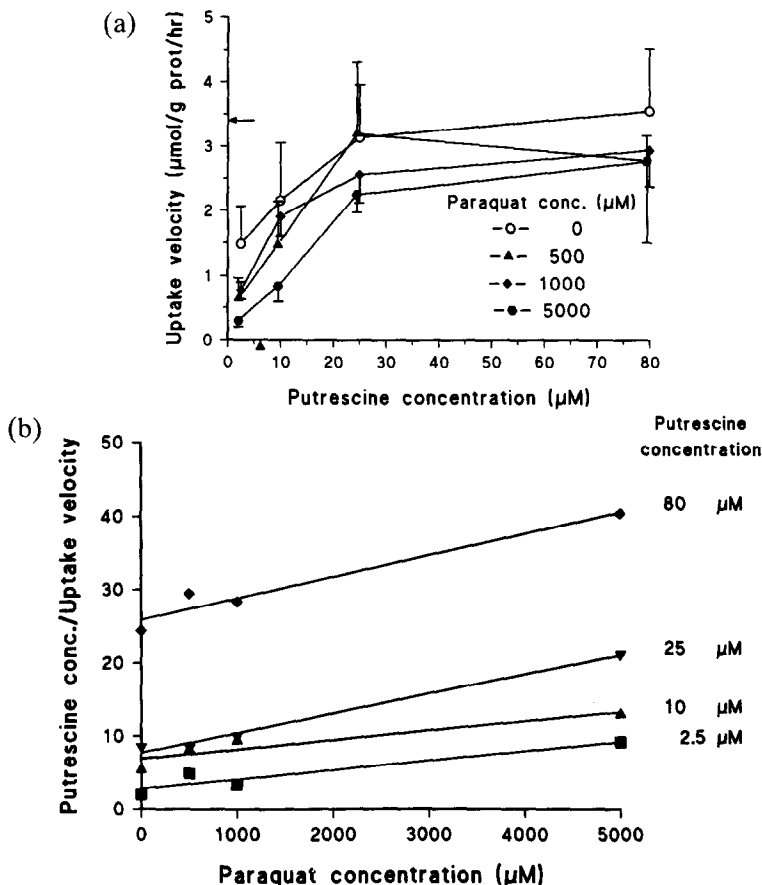 (a)
Uptake velocity (μmol/g prot/hr)
5
4
3
2
1
0
0 10 20 30 40 50 60 70 80
Putrescine concentration (μM)
Paraquat conc. (μM)
0
500
1000
5000
(b)
Putrescine conc./Uptake velocity
50
40
30
20
10
0
0 1000 2000 3000 4000 5000
Paraquat concentration (μM)
Putrescine
concentration
80 μM
25 μM
10 μM
2.5 μM